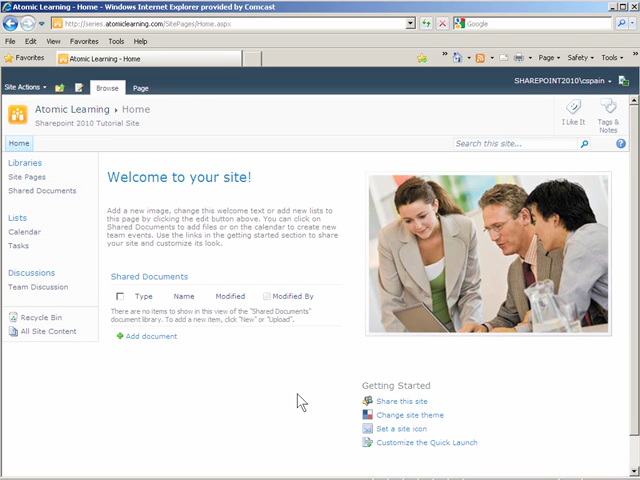 Atomic Learning - Home - Windows Internet Explorer provided by Comcast
http://series.atomiclearning.com/SitePages/Home.aspx
Google
File Edit View Favorites Tools Help
Favorites Atomic Learning - Home Page Safety Tools
Site Actions Browse Page SHAREPOINT2010\cspain
Atomic Learning Home
Sharepoint 2010 Tutorial Site
I Like It Tags & Notes
Home Search this site...
Libraries
Site Pages
Shared Documents
Lists
Calendar
Tasks
Discussions
Team Discussion
Recycle Bin
All Site Content
Welcome to your site!
Add a new image, change this welcome text or add new lists to
this page by clicking the edit button above. You can click on
Shared Documents to add files or on the calendar to create new
team events. Use the links in the getting started section to share
your site and customize its look.
Shared Documents
Type Name Modified Modified By
There are no items to show in this view of the "Shared Documents"
document library. To add a new item, click "New" or "Upload".
Add document
Getting Started
Share this site
Change site theme
Set a site icon
Customize the Quick Launch